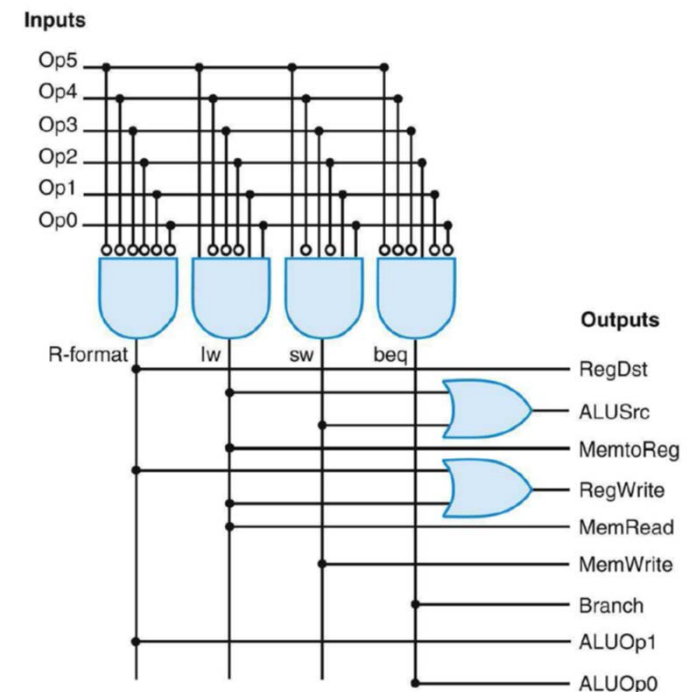 Inputs
Op5
Op4
Op3
Op2
Op1
Op0
Outputs
R-format lw sw beq
RegDst
ALUSrc
MemtoReg
RegWrite
MemRead
MemWrite
Branch
ALUOp1
ALUOp0